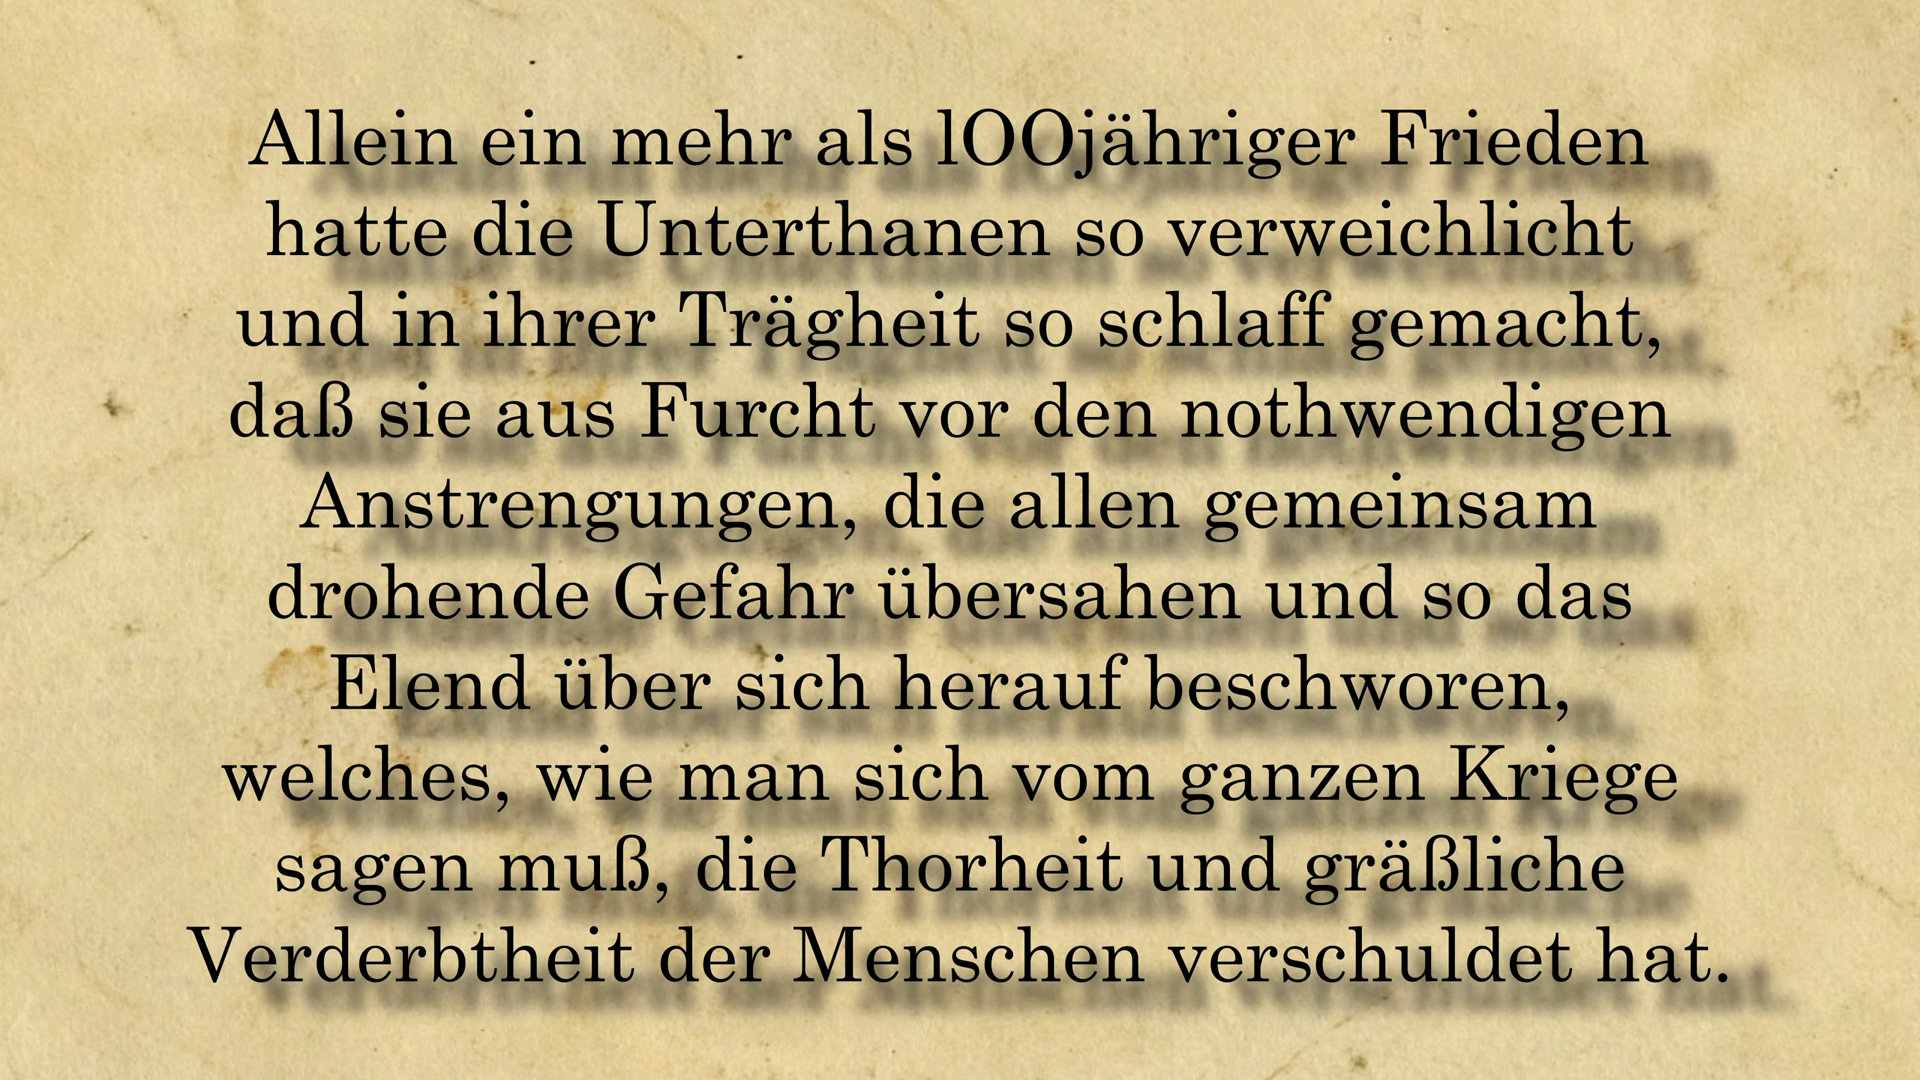 Allein ein mehr als lOOjähriger Frieden
hatte die Unterthanen so verweichlicht
und in ihrer Trägheit so schlaff gemacht,
daß sie aus Furcht vor den nothwendigen
Anstrengungen, die allen gemeinsam
drohende Gefahr übersahen und so das
Elend über sich herauf beschworen,
welches, wie man sich vom ganzen Kriege
sagen muß, die Thorheit und gräßliche
Verderbtheit der Menschen verschuldet hat.